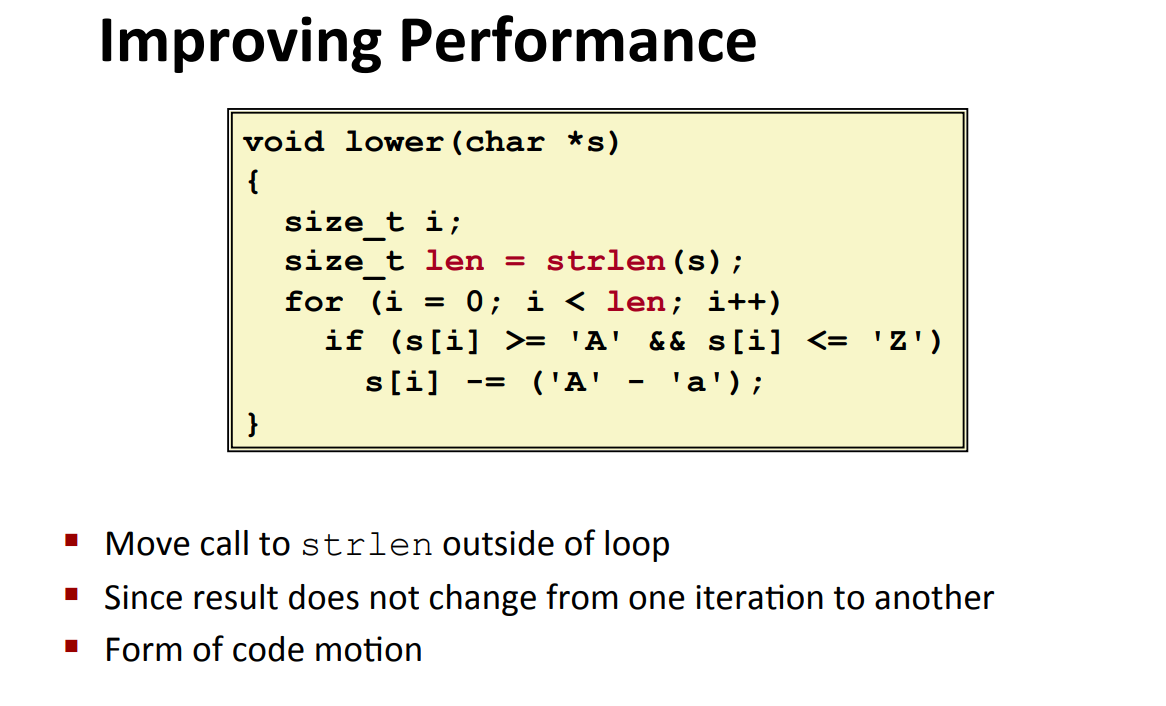 Improving Performance
void lower(char *s)
{
  size_t i;
  size_t len = strlen(s);
  for (i = 0; i < len; i++)
    if (s[i] >= 'A' && s[i] <= 'Z')
      s[i] -= ('A' - 'a');
}
▪ Move call to strlen outside of loop
▪ Since result does not change from one iteration to another
▪ Form of code motion